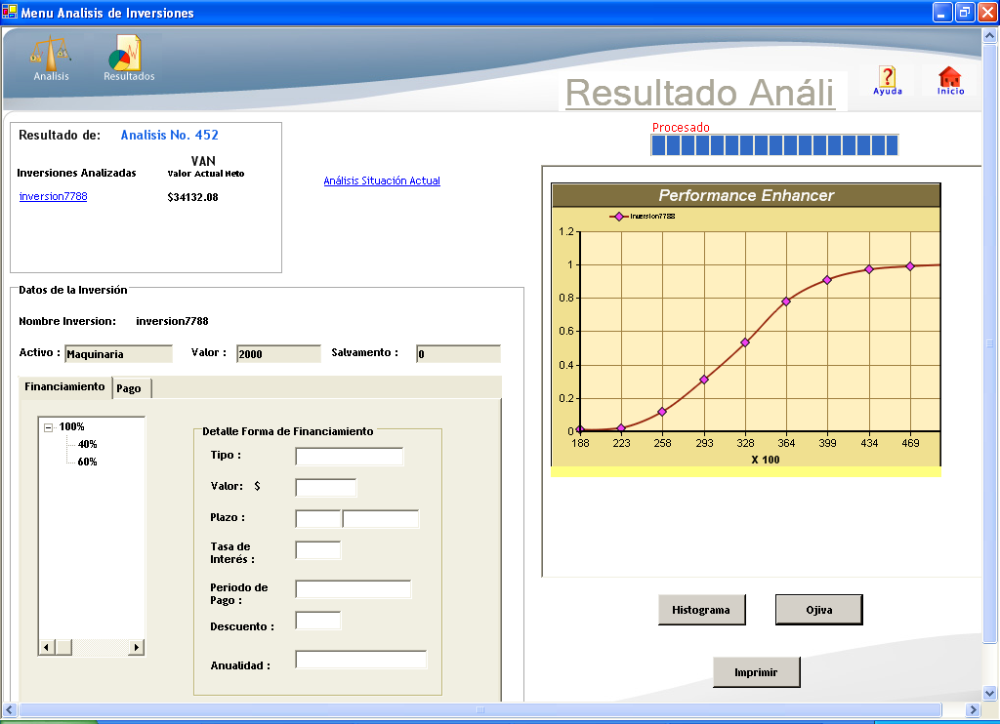 Menu Analisis de Inversiones
Analisis
Resultados
Resultado Análi
Ayuda
Inicio
Resultado de: Analisis No. 452
VAN
Inversiones Analizadas Valor Actual Neto
inversion7788 $34132.08
Análisis Situación Actual
Procesado
Performance Enhancer
inversion7788
1.2
1
0.8
0.6
0.4
0.2
0
188 223 258 293 328 364 399 434 469
X 100
Datos de la Inversión
Nombre Inversion: inversion7788
Activo : Maquinaria Valor : 2000 Salvamento : 0
Financiamiento Pago
100%
40%
60%
Detalle Forma de Financiamiento
Tipo :
Valor: $
Plazo :
Tasa de
Interés :
Periodo de
Pago :
Descuento :
Anualidad :
Histograma Ojiva
Imprimir